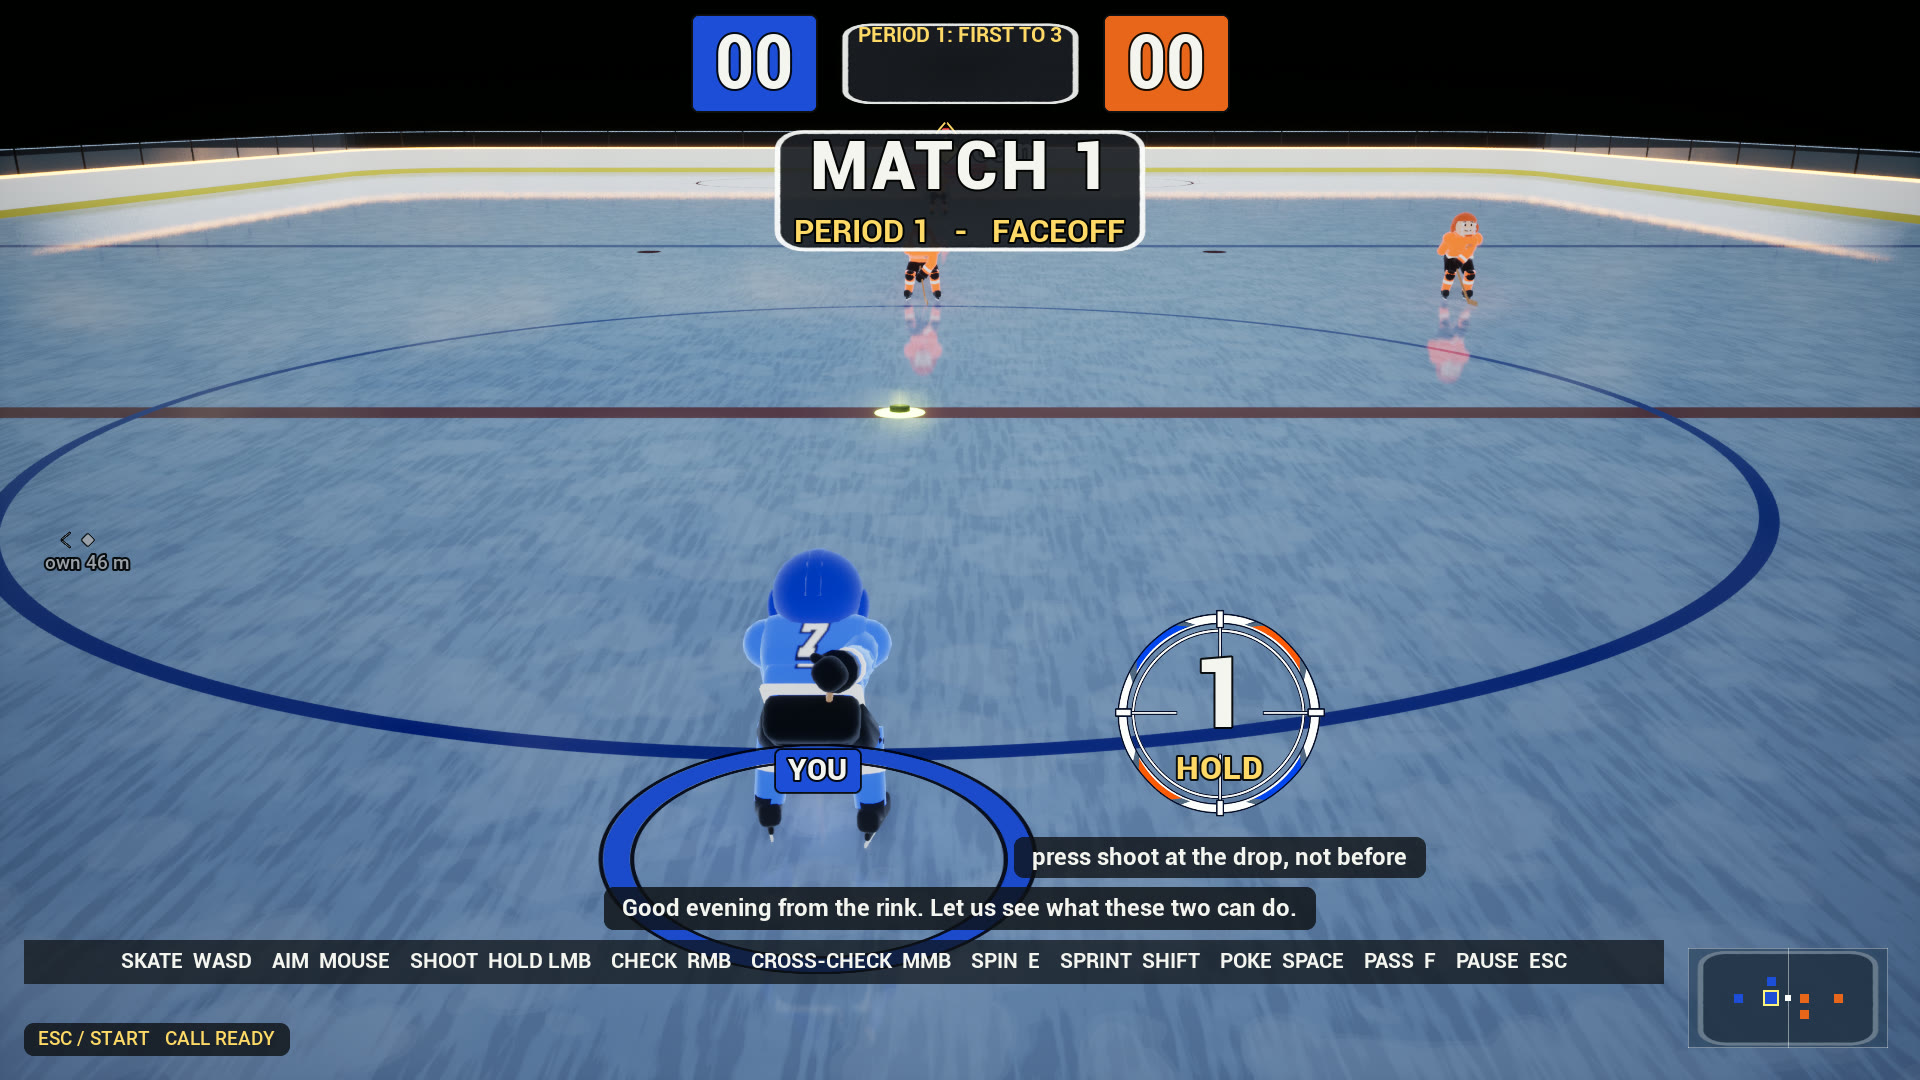 00
PERIOD 1: FIRST TO 3
00
MATCH 1
PERIOD 1 - FACEOFF
own 46 m
7
1
HOLD
YOU
press shoot at the drop, not before
Good evening from the rink. Let us see what these two can do.
SKATE WASD AIM MOUSE SHOOT HOLD LMB CHECK RMB CROSS-CHECK MMB SPIN E SPRINT SHIFT POKE SPACE PASS F PAUSE ESC
ESC / START CALL READY